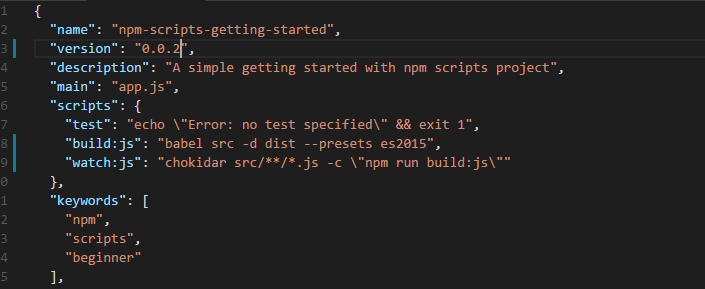 1 {
2   "name": "npm-scripts-getting-started",
3   "version": "0.0.2",
4   "description": "A simple getting started with npm scripts project",
5   "main": "app.js",
6   "scripts": {
7     "test": "echo \"Error: no test specified\" && exit 1",
8     "build:js": "babel src -d dist --presets es2015",
9     "watch:js": "chokidar src/**/*.js -c \"npm run build:js\""
0   },
1   "keywords": [
2     "npm",
3     "scripts",
4     "beginner"
5   ],